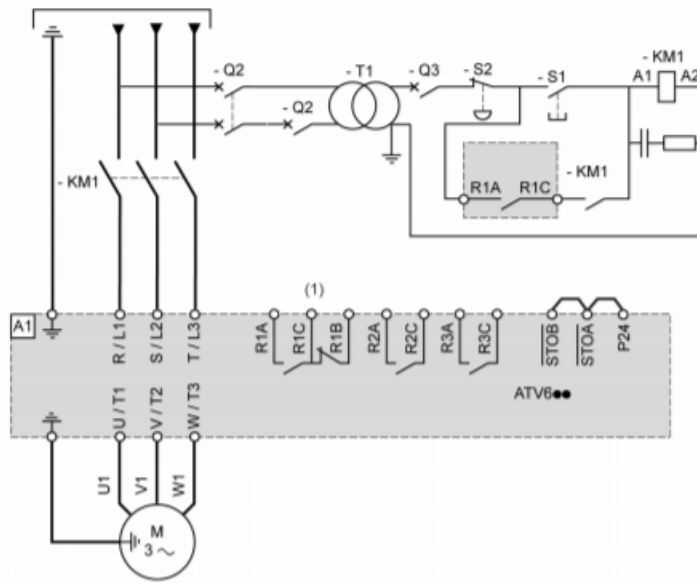 - Q2
- T1
- Q3
- S2
- S1
- KM1
A1
A2
- Q2
- KM1
R1A
R1C
- KM1
(1)
A1
R / L1
S / L2
T / L3
R1A
R1C
R1B
R2A
R2C
R3A
R3C
STOB
STOA
P24
ATV6●●
U / T1
V / T2
W / T3
U1
V1
W1
M
3 ~